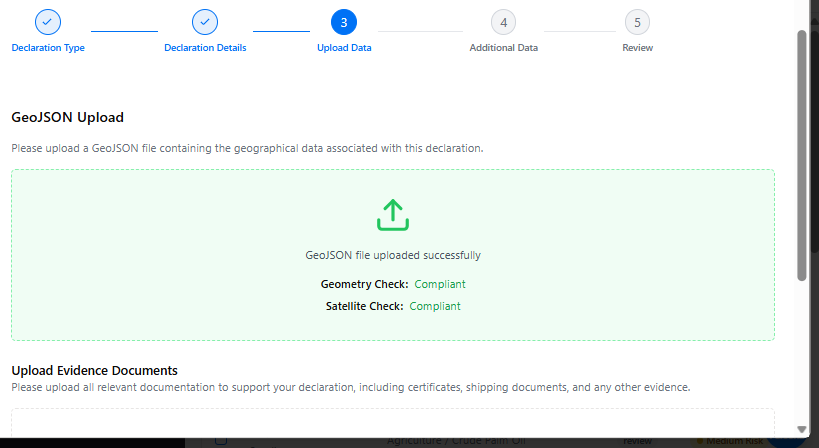 3 4 5
Declaration Type Declaration Details Upload Data Additional Data Review
GeoJSON Upload
Please upload a GeoJSON file containing the geographical data associated with this declaration.
GeoJSON file uploaded successfully
Geometry Check: Compliant
Satellite Check: Compliant
Upload Evidence Documents
Please upload all relevant documentation to support your declaration, including certificates, shipping documents, and any other evidence.
Agriculture / Crude Palm Oil review Medium Risk